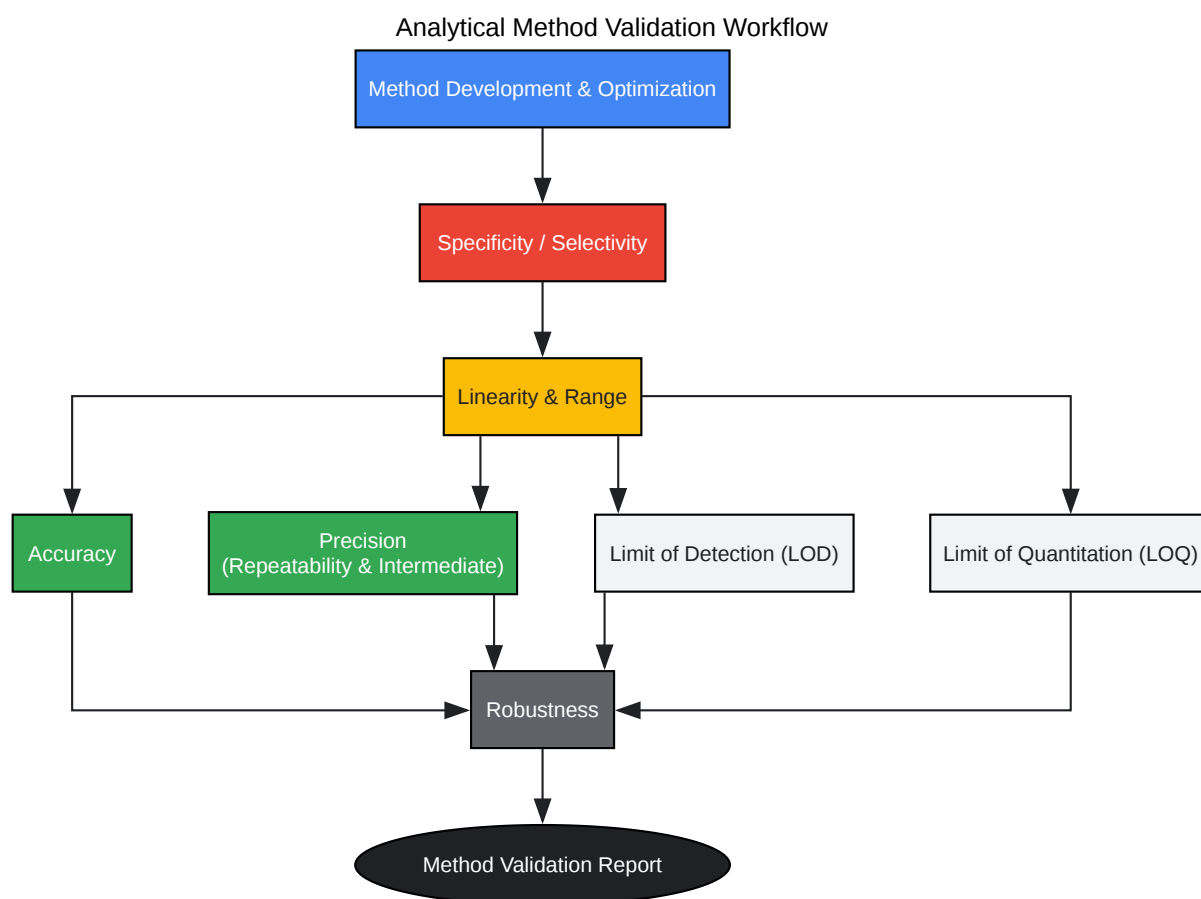 Analytical Method Validation Workflow
Method Development & Optimization
Specificity / Selectivity
Linearity & Range
Accuracy
Precision
(Repeatability & Intermediate)
Limit of Detection (LOD)
Limit of Quantitation (LOQ)
Robustness
Method Validation Report